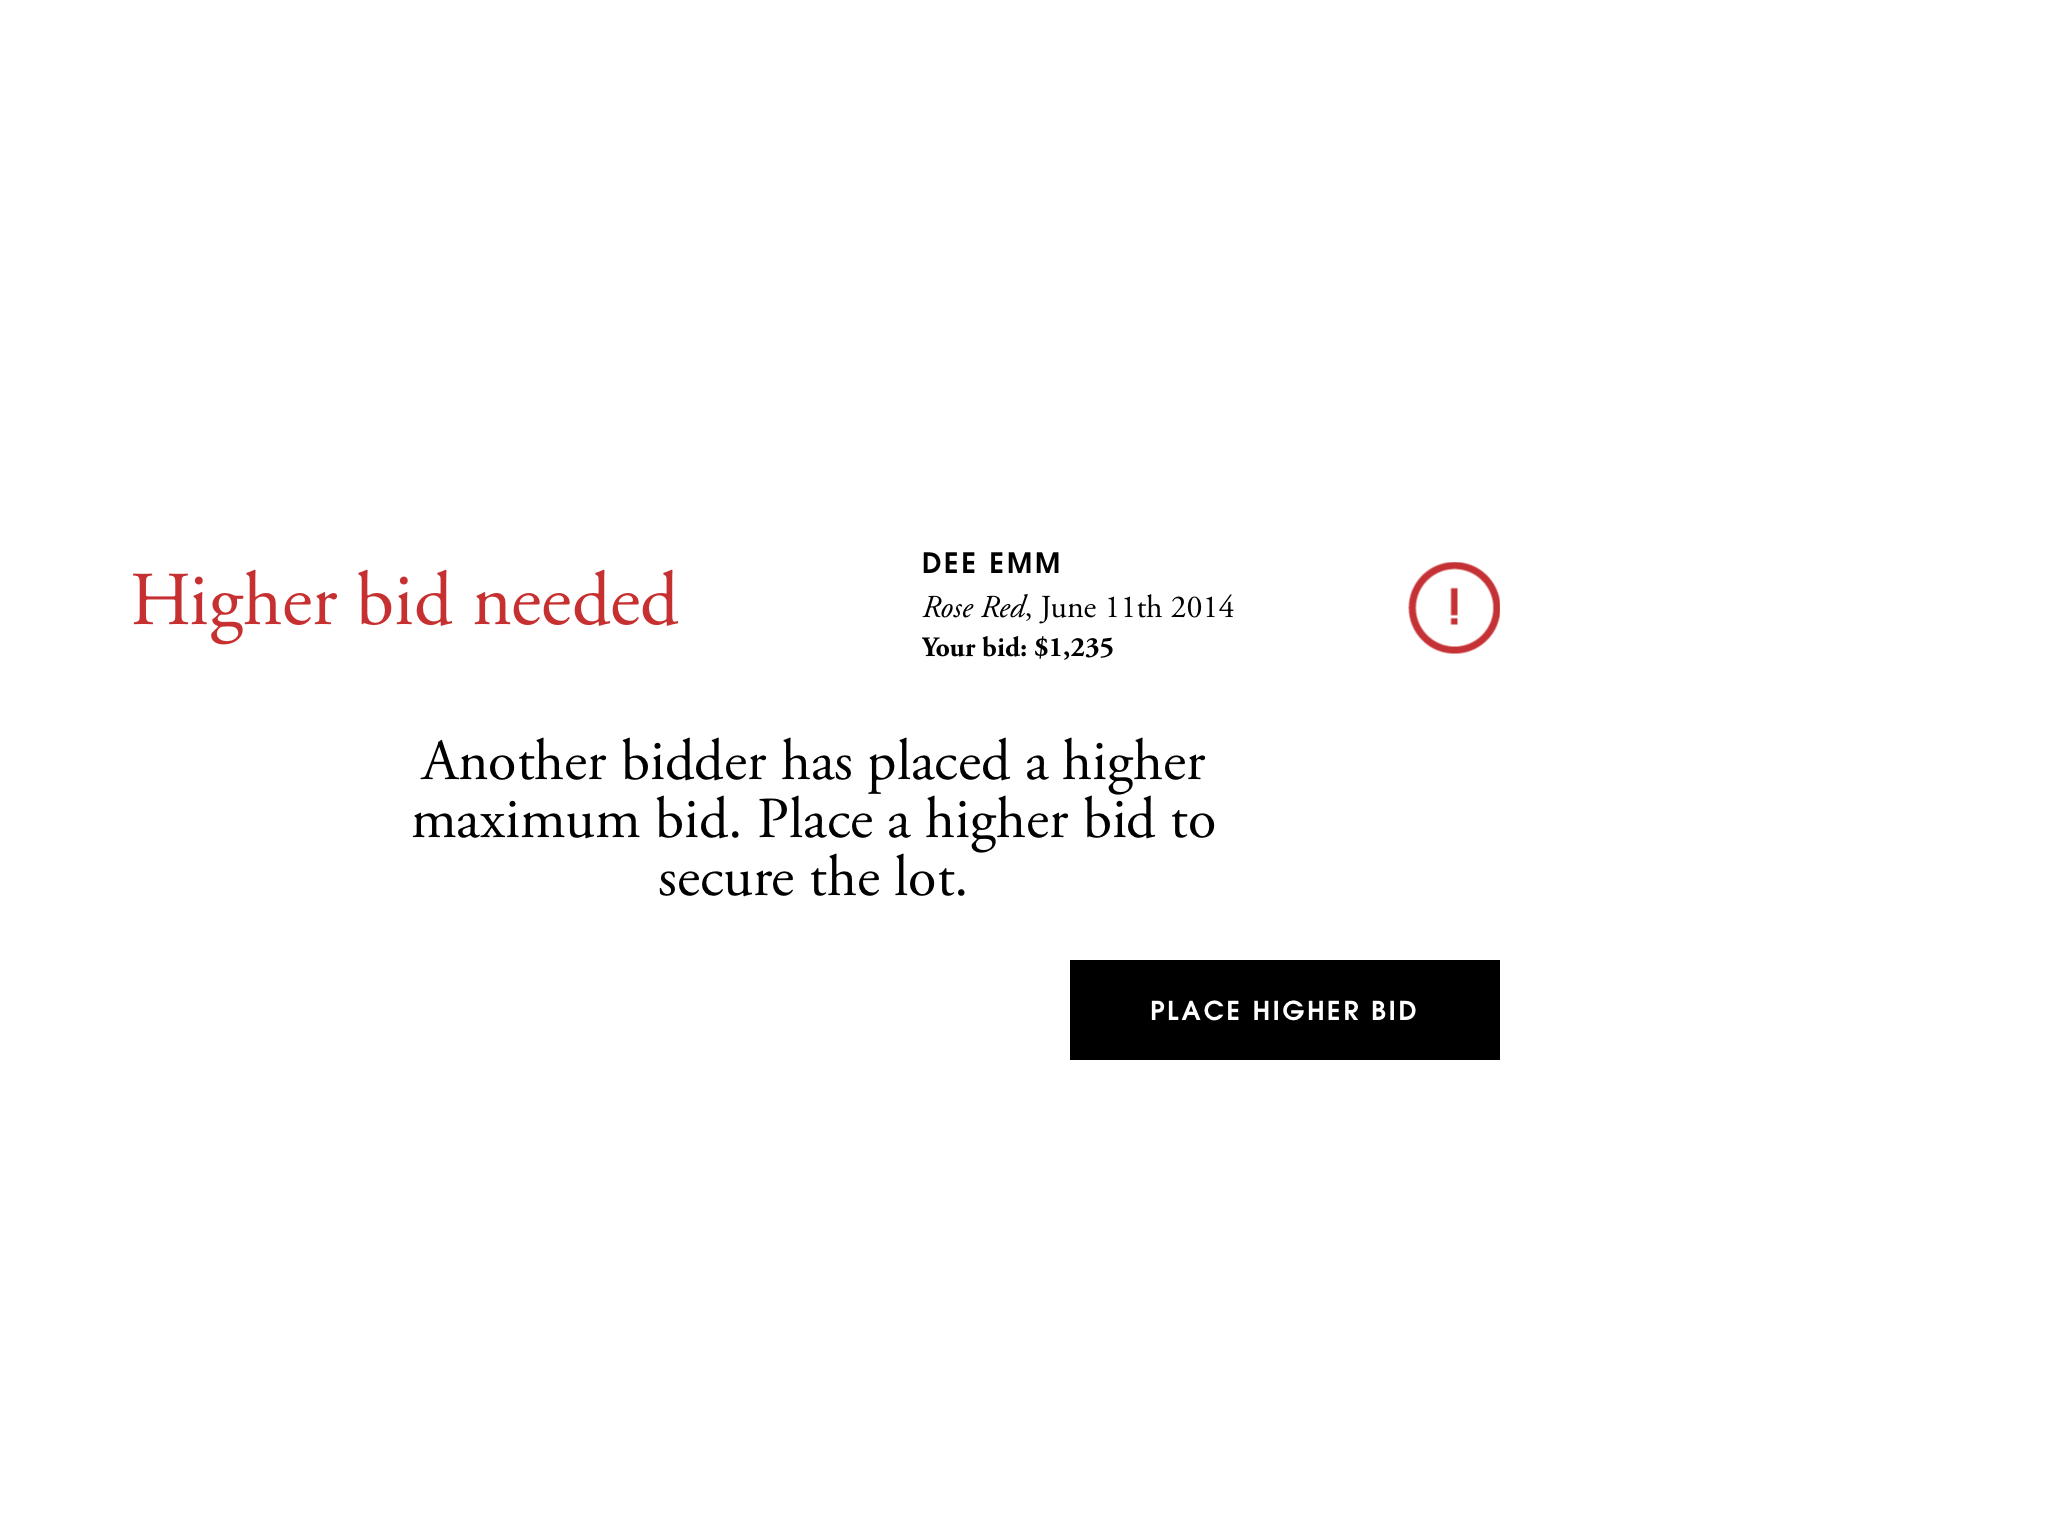 Higher bid needed
DEE EMM
Rose Red, June 11th 2014
Your bid: $1,235
!
Another bidder has placed a higher
maximum bid. Place a higher bid to
secure the lot.
PLACE HIGHER BID